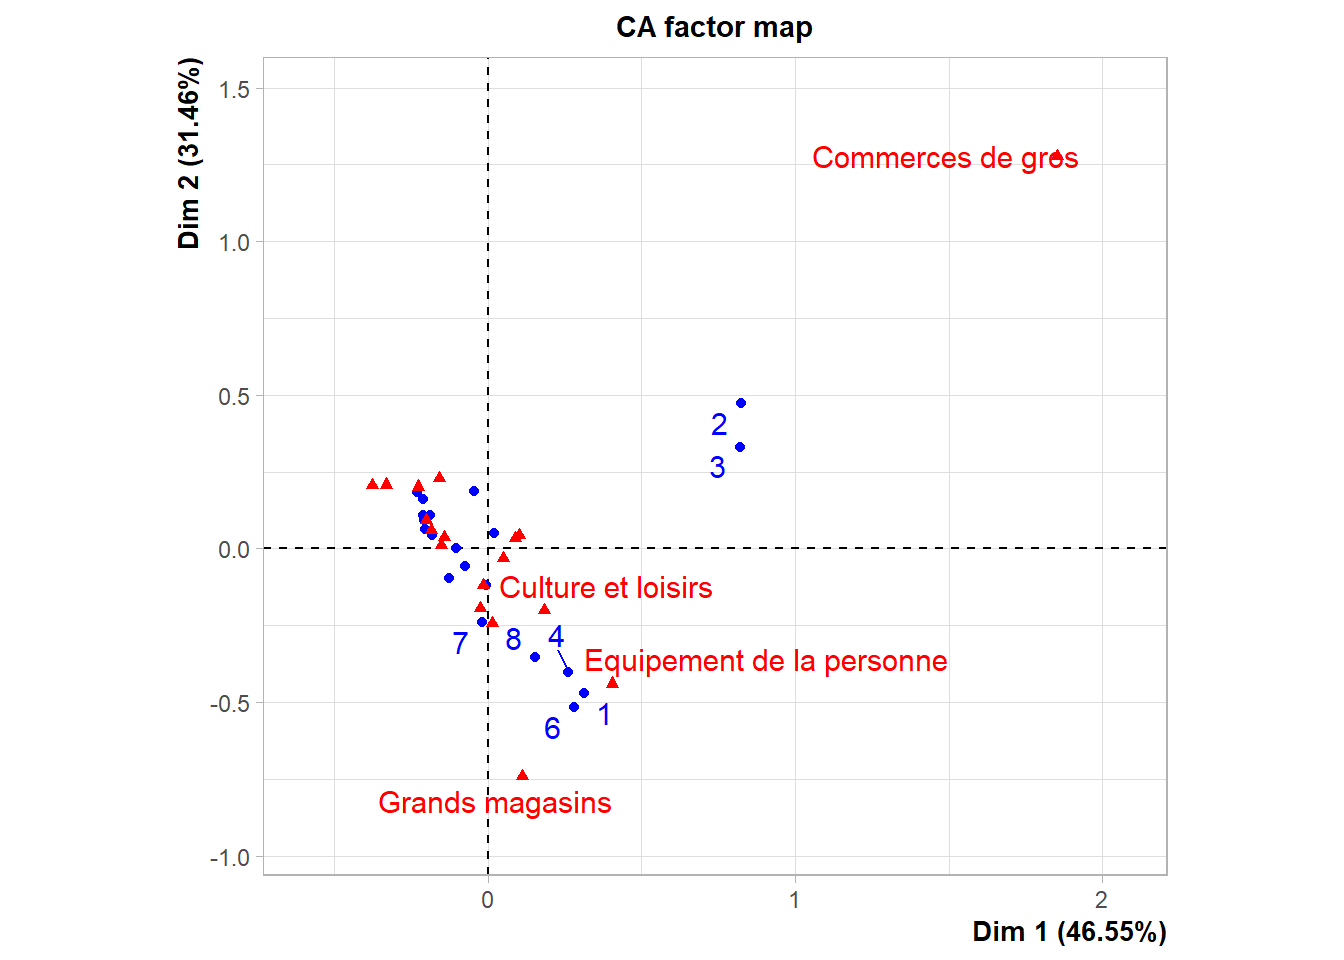 CA factor map
Dim 2 (31.46%)
1.5
1.0
0.5
0.0
-0.5
-1.0
Commerces de gros
2
3
Culture et loisirs
7
8
4
Equipement de la personne
1
6
Grands magasins
0
1
2
Dim 1 (46.55%)